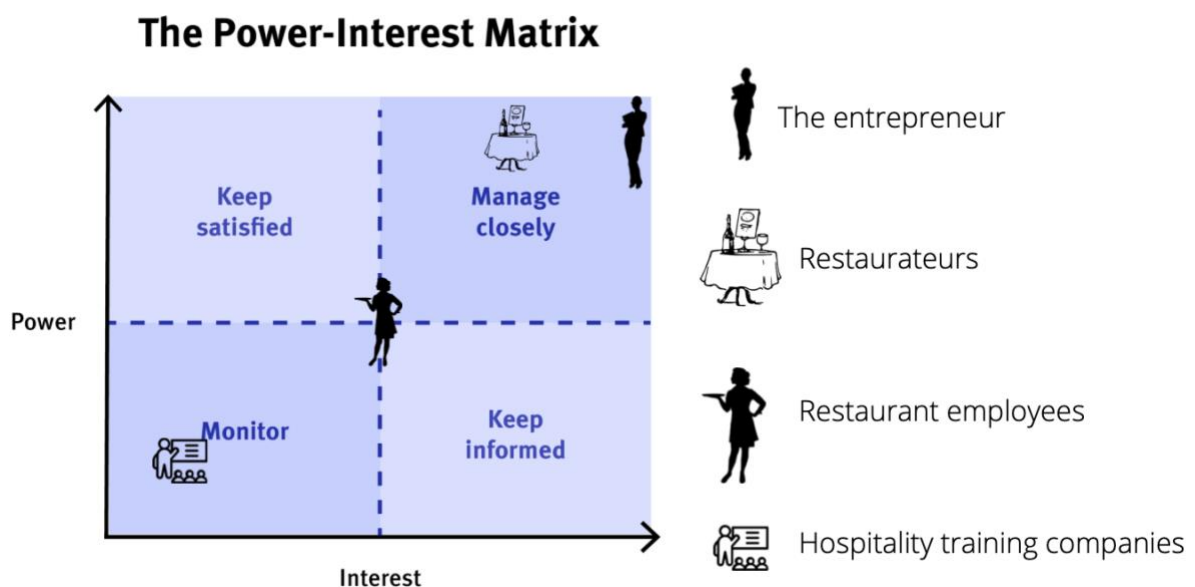 The Power-Interest Matrix
The entrepreneur
Keep
satisfied
Manage
closely
Restaurateurs
Power
Restaurant employees
Monitor
Keep
informed
Hospitality training companies
Interest